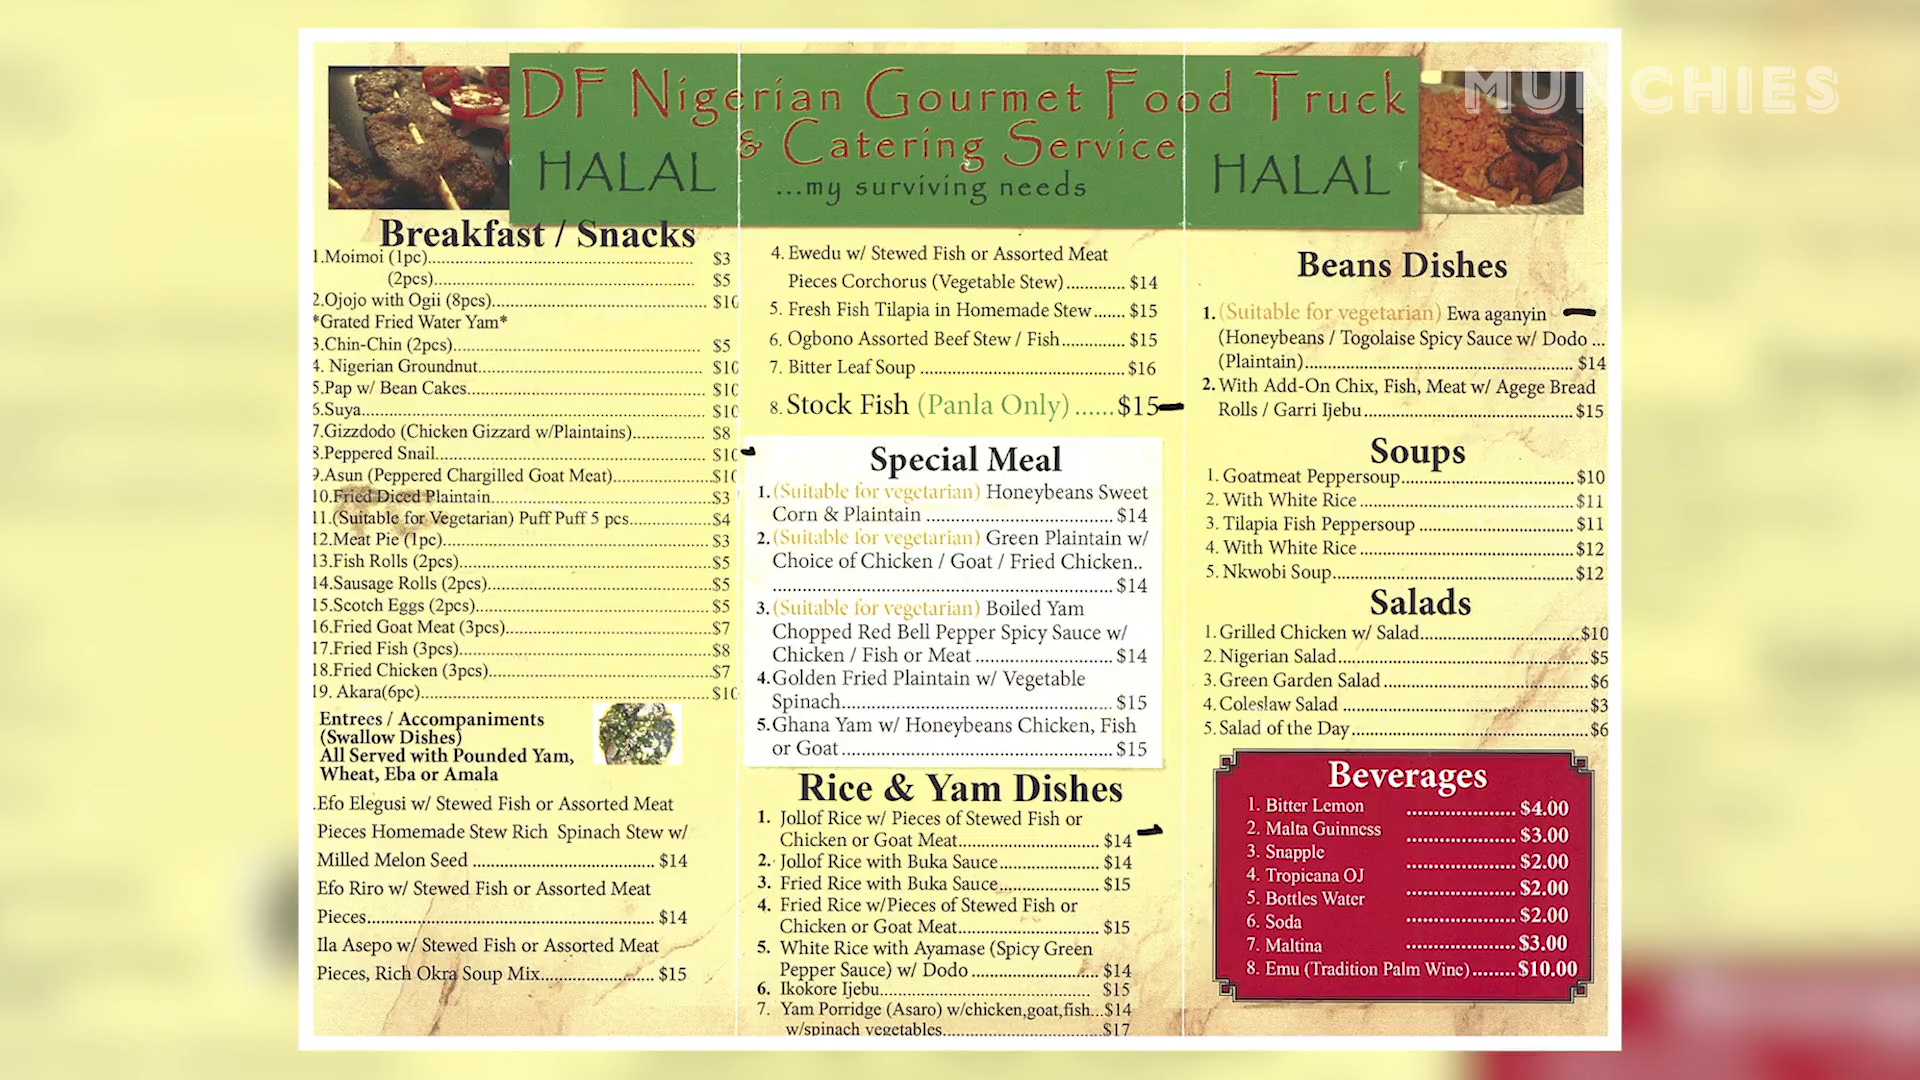 MUNCHIES
DF Nigerian Gourmet Food Truck
& Catering Service
HALAL
...my surviving needs
HALAL
Breakfast / Snacks
1.Moimoi (1pc)........ $3
(2pcs)........ $5
2.Ojojo with Ogii (8pcs)........ $10
*Grated Fried Water Yam*
3.Chin-Chin (2pcs)........ $5
4. Nigerian Groundnut........ $10
5.Pap w/ Bean Cakes........ $10
6.Suya........ $10
7.Gizzdodo (Chicken Gizzard w/Plaintains)........ $8
8.Peppered Snail........ $10
9.Asun (Peppered Chargilled Goat Meat)........ $10
10.Fried Diced Plaintain........ $3
11.(Suitable for Vegetarian) Puff Puff 5 pcs........ $4
12.Meat Pie (1pc)........ $3
13.Fish Rolls (2pcs)........ $5
14.Sausage Rolls (2pcs)........ $5
15.Scotch Eggs (2pcs)........ $5
16.Fried Goat Meat (3pcs)........ $7
17.Fried Fish (3pcs)........ $8
18.Fried Chicken (3pcs)........ $7
19. Akara(6pc)........ $10
Entrees / Accompaniments
(Swallow Dishes)
All Served with Pounded Yam,
Wheat, Eba or Amala
.Efo Elegusi w/ Stewed Fish or Assorted Meat
Pieces Homemade Stew Rich Spinach Stew w/
Milled Melon Seed ........ $14
Efo Riro w/ Stewed Fish or Assorted Meat
Pieces........ $14
Ila Asepo w/ Stewed Fish or Assorted Meat
Pieces, Rich Okra Soup Mix........ $15
4. Ewedu w/ Stewed Fish or Assorted Meat
Pieces Corchorus (Vegetable Stew)........ $14
5. Fresh Fish Tilapia in Homemade Stew....... $15
6. Ogbono Assorted Beef Stew / Fish........ $15
7. Bitter Leaf Soup ........ $16
8. Stock Fish (Panla Only) ...... $15
Special Meal
1.(Suitable for vegetarian) Honeybeans Sweet
Corn & Plaintain ........ $14
2.(Suitable for vegetarian) Green Plaintain w/
Choice of Chicken / Goat / Fried Chicken..
........ $14
3.(Suitable for vegetarian) Boiled Yam
Chopped Red Bell Pepper Spicy Sauce w/
Chicken / Fish or Meat ........ $14
4.Golden Fried Plaintain w/ Vegetable
Spinach........ $15
5.Ghana Yam w/ Honeybeans Chicken, Fish
or Goat ........ $15
Rice & Yam Dishes
1. Jollof Rice w/ Pieces of Stewed Fish or
Chicken or Goat Meat........ $14
2. Jollof Rice with Buka Sauce........ $14
3. Fried Rice with Buka Sauce........ $15
4. Fried Rice w/Pieces of Stewed Fish or
Chicken or Goat Meat........ $15
5. White Rice with Ayamase (Spicy Green
Pepper Sauce) w/ Dodo ........ $14
6. Ikokore Ijebu........ $15
7. Yam Porridge (Asaro) w/chicken,goat,fish...$14
w/spinach vegetables........$17
Beans Dishes
1.(Suitable for vegetarian) Ewa aganyin
(Honeybeans / Togolaise Spicy Sauce w/ Dodo ...
(Plaintain)........ $14
2.With Add-On Chix, Fish, Meat w/ Agege Bread
Rolls / Garri Ijebu........ $15
Soups
1. Goatmeat Peppersoup........ $10
2. With White Rice ........ $11
3. Tilapia Fish Peppersoup ........ $11
4. With White Rice ........ $12
5. Nkwobi Soup........ $12
Salads
1.Grilled Chicken w/ Salad........ $10
2.Nigerian Salad........ $5
3.Green Garden Salad ........ $6
4.Coleslaw Salad ........ $3
5.Salad of the Day........ $6
Beverages
1. Bitter Lemon ........ $4.00
2. Malta Guinness ........ $3.00
3. Snapple ........ $2.00
4. Tropicana OJ ........ $2.00
5. Bottles Water ........ $2.00
6. Soda
7. Maltina ........ $3.00
8. Emu (Tradition Palm Wine)........ $10.00